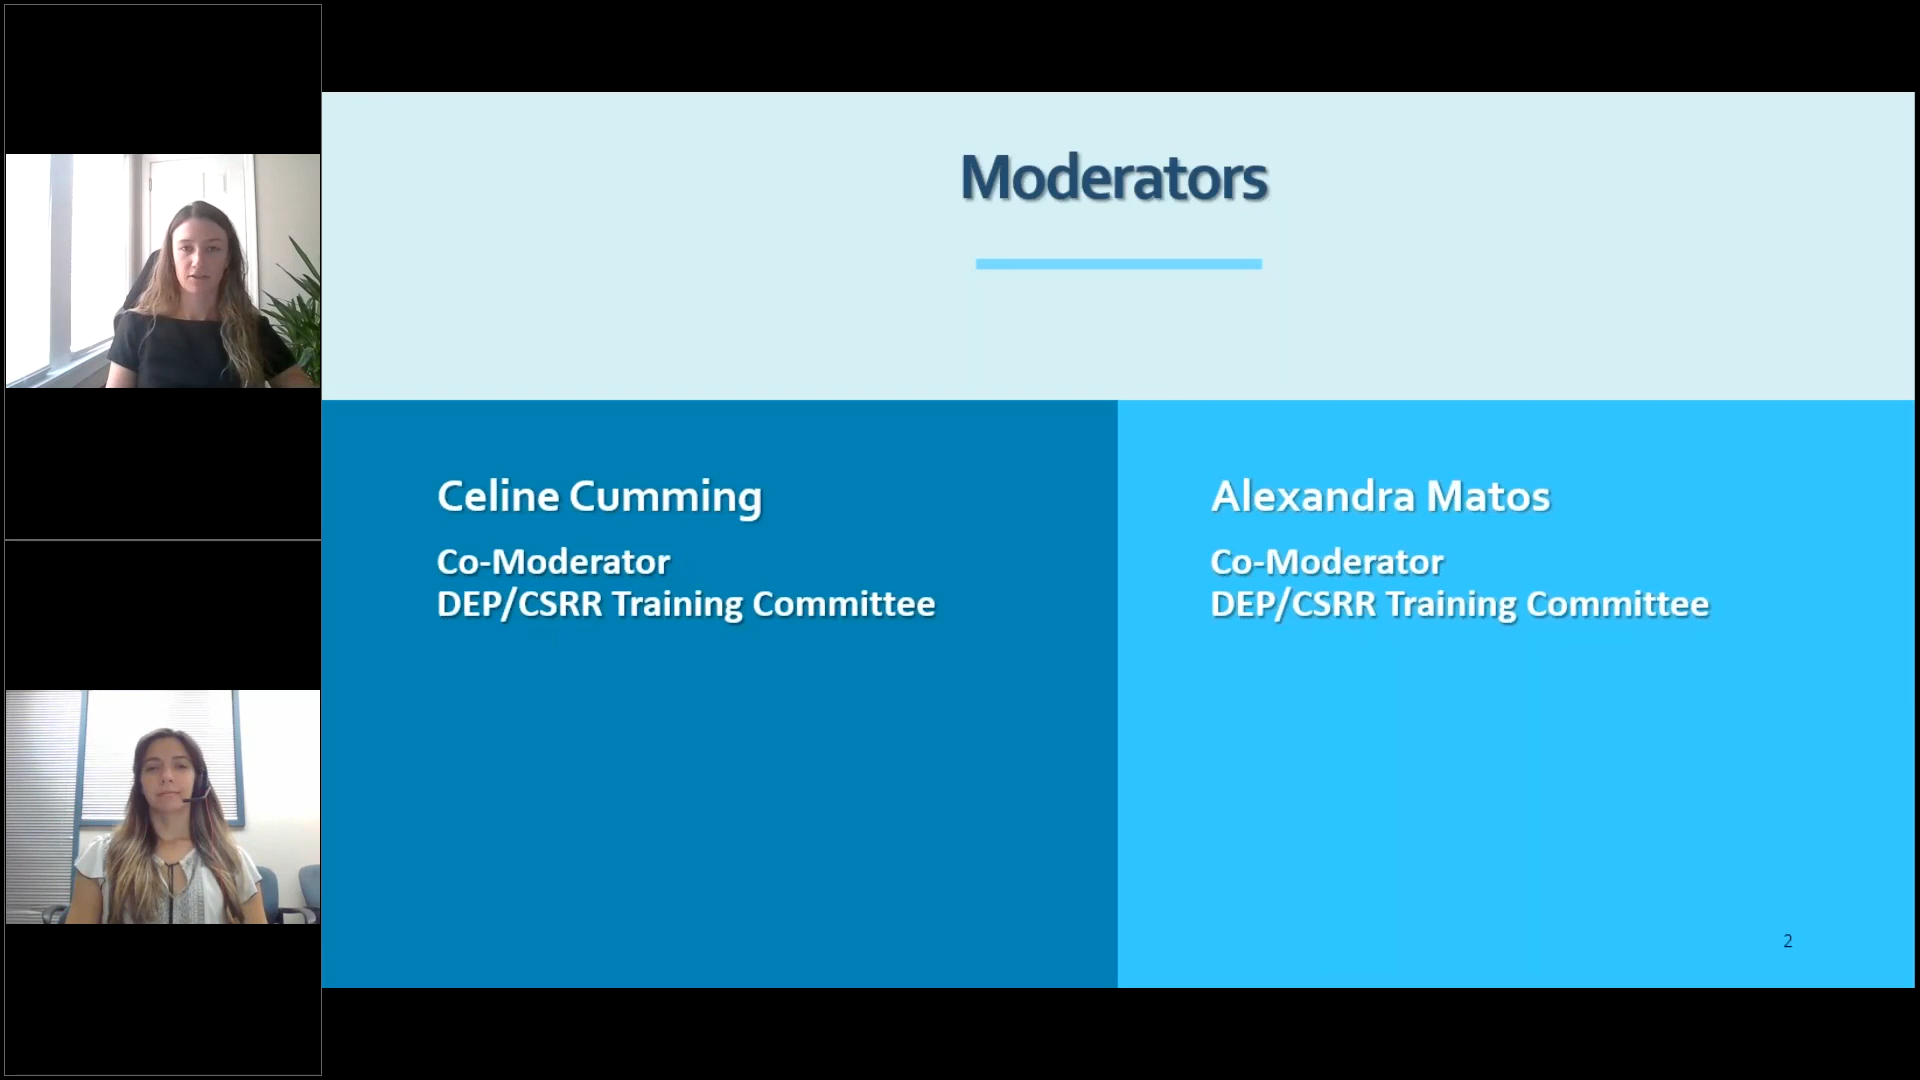 Moderators
Celine Cumming
Co-Moderator
DEP/CSRR Training Committee
Alexandra Matos
Co-Moderator
DEP/CSRR Training Committee
2